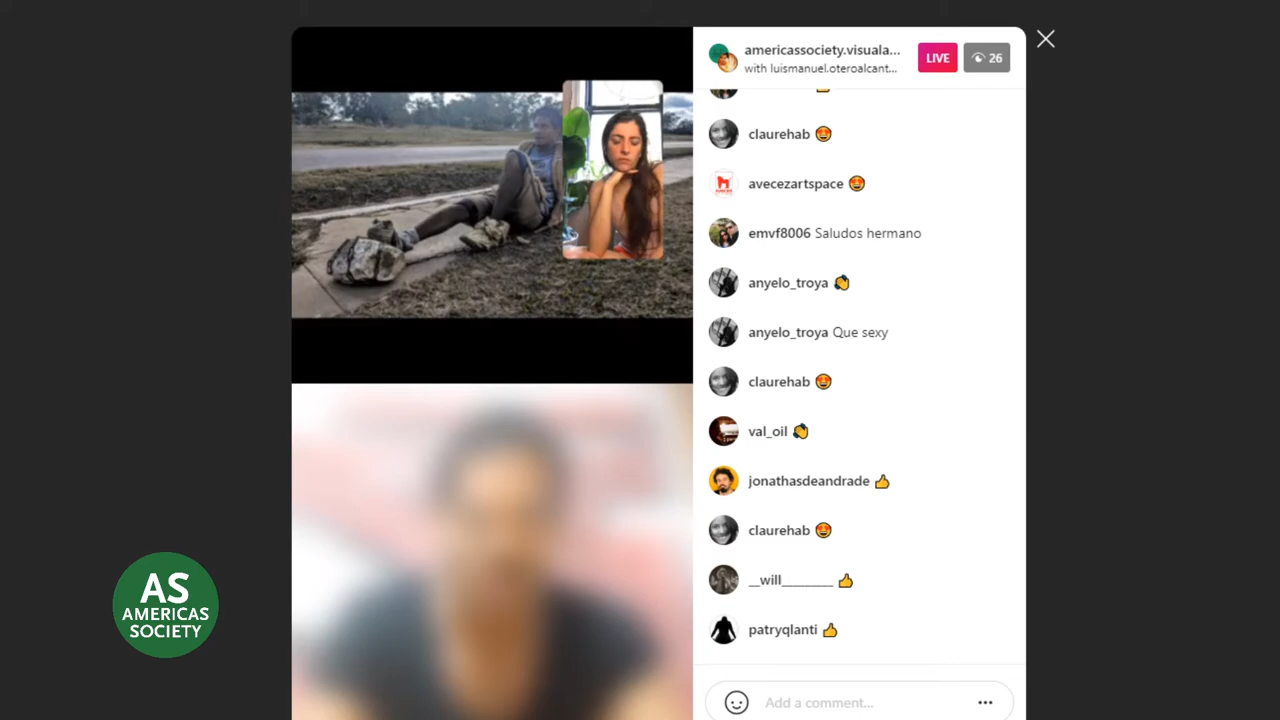 americassociety.visuala...
with luismanuel.oteroalcant...
LIVE
26
claurehab 😍
avecezartspace 😍
emvf8006 Saludos hermano
anyelo_troya 👏
anyelo_troya Que sexy
claurehab 😍
val_oil 👏
jonathasdeandrade 👍
claurehab 😍
__will________ 👍
patryqlanti 👍
Add a comment...
AS
AMERICAS
SOCIETY